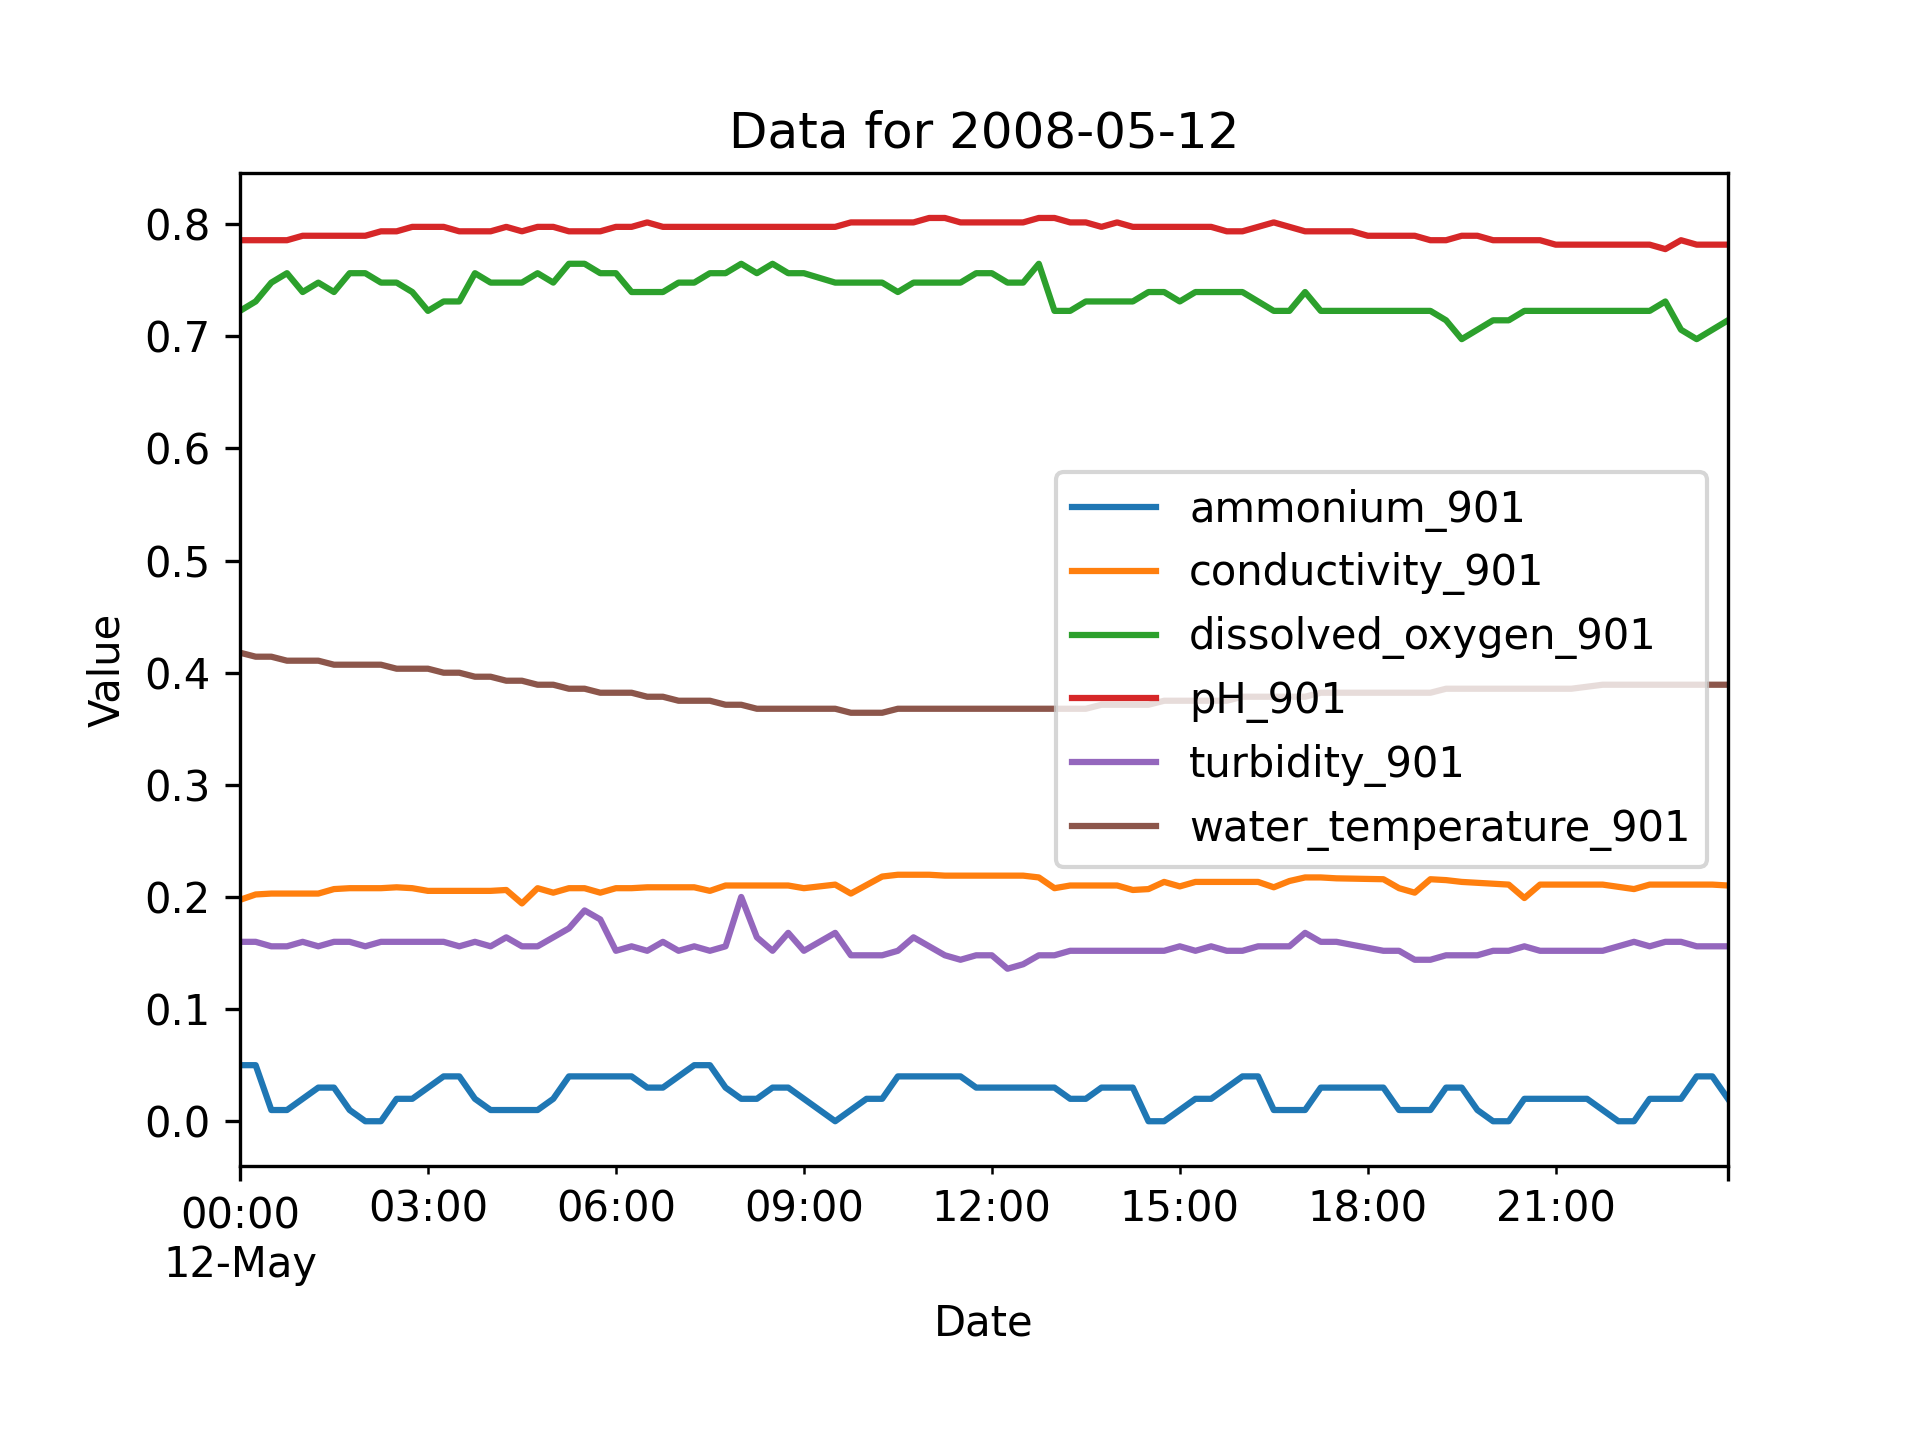 Data for 2008-05-12
0.8
0.7
0.6
0.5
0.4
0.3
0.2
0.1
0.0
Value
ammonium_901
conductivity_901
dissolved_oxygen_901
pH_901
turbidity_901
water_temperature_901
00:00 03:00 06:00 09:00 12:00 15:00 18:00 21:00
12-May
Date